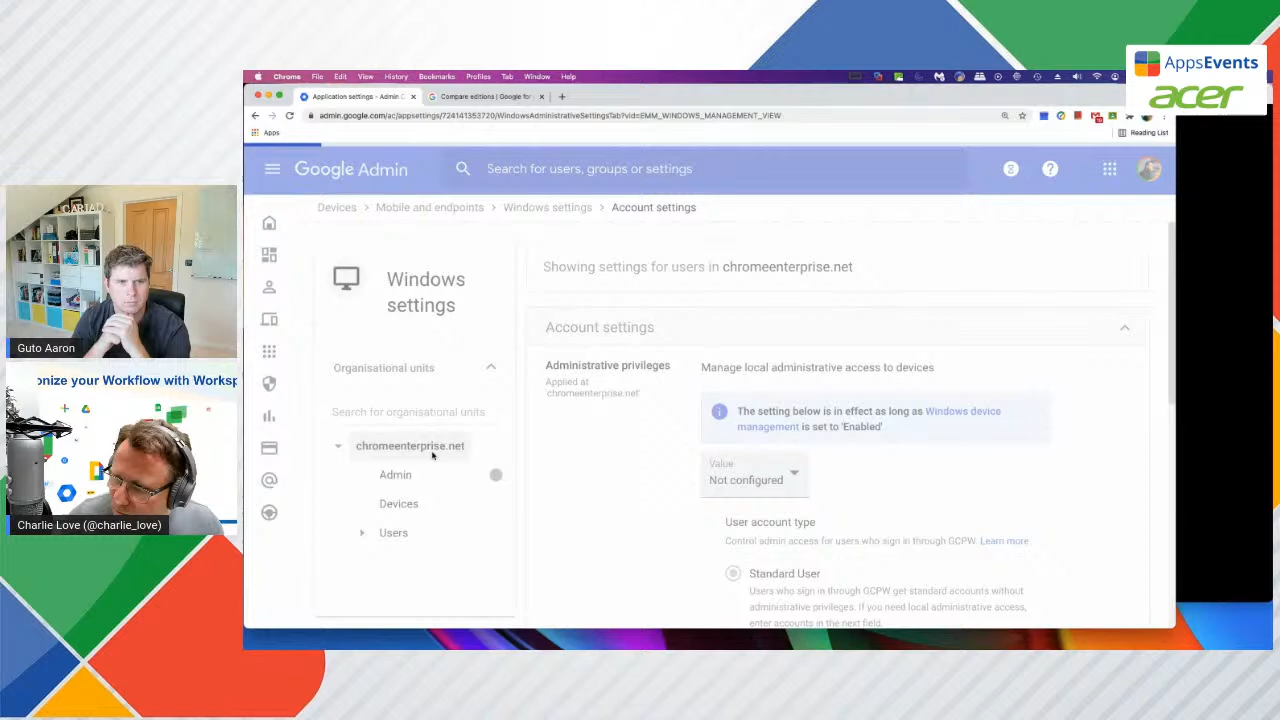 AppsEvents
acer
Chrome File Edit View History Bookmarks Profiles Tab Window Help
Application settings - Admin C
Compare editions | Google for
admin.google.com/ac/appsettings/724141353720/WindowsAdministrativeSettingsTab?vid=EMM_WINDOWS_MANAGEMENT_VIEW
Apps
Reading List
Google Admin
Search for users, groups or settings
Devices > Mobile and endpoints > Windows settings > Account settings
Windows
settings
Organisational units
Search for organisational units
chromeenterprise.net
Admin
Devices
Users
Showing settings for users in chromeenterprise.net
Account settings
Administrative privileges
Applied at
'chromeenterprise.net'
Manage local administrative access to devices
The setting below is in effect as long as Windows device
management is set to 'Enabled'
Value
Not configured
User account type
Control admin access for users who sign in through GCPW. Learn more
Standard User
Users who sign in through GCPW get standard accounts without
administrative privileges. If you need local administrative access,
enter accounts in the next field.
CARIAD
Guto Aaron
onize your Workflow with Worksp
Charlie Love (@charlie_love)